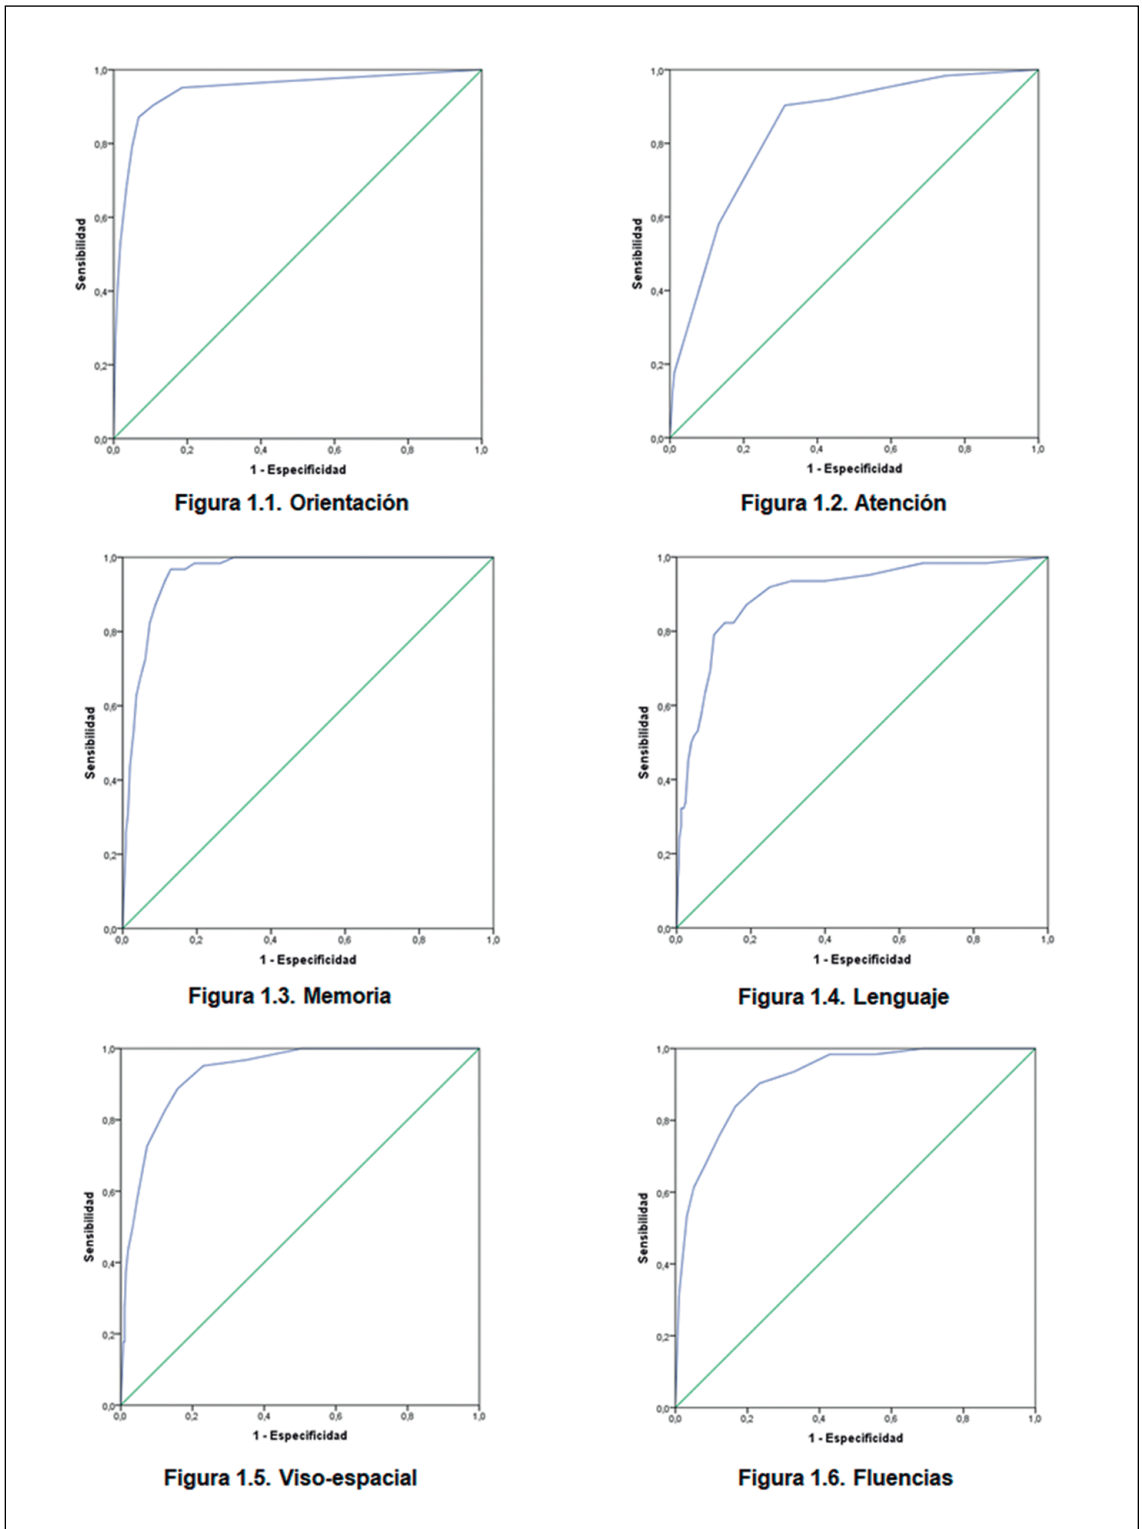 1,0
0,8
0,6
0,4
0,2
0,0
Sensibilidad
0,0 0,2 0,4 0,6 0,8 1,0
1 - Especificidad
Figura 1.1. Orientación
1,0
0,8
0,6
0,4
0,2
0,0
Sensibilidad
0,0 0,2 0,4 0,6 0,8 1,0
1 - Especificidad
Figura 1.2. Atención
1,0
0,8
0,6
0,4
0,2
0,0
Sensibilidad
0,0 0,2 0,4 0,6 0,8 1,0
1 - Especificidad
Figura 1.3. Memoria
1,0
0,8
0,6
0,4
0,2
0,0
Sensibilidad
0,0 0,2 0,4 0,6 0,8 1,0
1 - Especificidad
Figura 1.4. Lenguaje
1,0
0,8
0,6
0,4
0,2
0,0
Sensibilidad
0,0 0,2 0,4 0,6 0,8 1,0
1 - Especificidad
Figura 1.5. Viso-espacial
1,0
0,8
0,6
0,4
0,2
0,0
Sensibilidad
0,0 0,2 0,4 0,6 0,8 1,0
1 - Especificidad
Figura 1.6. Fluencias